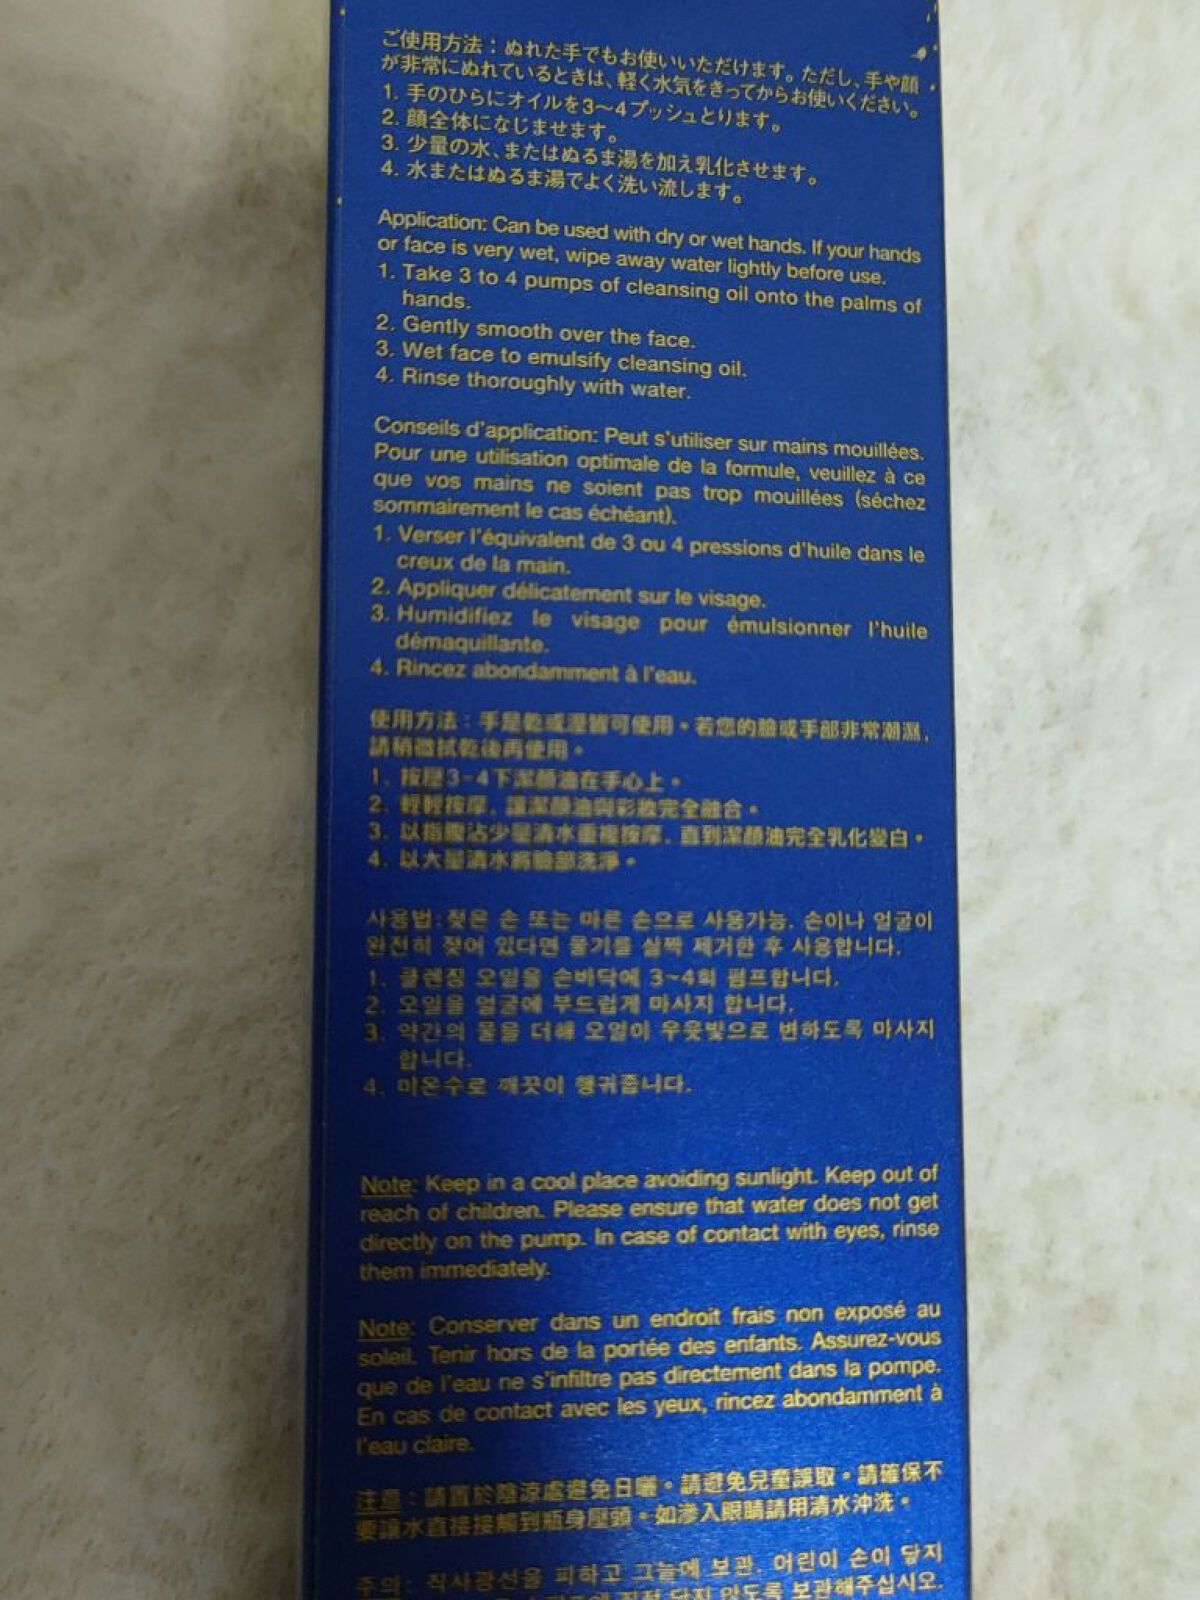 ご使用方法：ぬれた手でもお使いいただけます。ただし、手や顔
が非常にぬれているときは、軽く水気をきってからお使いください。
1. 手のひらにオイルを3〜4プッシュとります。
2. 顔全体になじませます。
3. 少量の水、またはぬるま湯を加え乳化させます。
4. 水またはぬるま湯でよく洗い流します。
Application: Can be used with dry or wet hands. If your hands
or face is very wet, wipe away water lightly before use.
1. Take 3 to 4 pumps of cleansing oil onto the palms of
hands.
2. Gently smooth over the face.
3. Wet face to emulsify cleansing oil.
4. Rinse thoroughly with water.
Conseils d'application: Peut s'utiliser sur mains mouillées.
Pour une utilisation optimale de la formule, veuillez à ce
que vos mains ne soient pas trop mouillées (séchez
sommairement le cas échéant).
1. Verser l'équivalent de 3 ou 4 pressions d'huile dans le
creux de la main.
2. Appliquer délicatement sur le visage.
3. Humidifiez le visage pour émulsionner l'huile
démaquillante.
4. Rincez abondamment à l'eau.
使用方法：手是乾或溼皆可使用。若您的臉或手部非常潮濕，
請稍微拭乾後再使用。
1. 按壓3-4下潔顏油在手心上。
2. 輕輕按摩，讓潔顏油與彩妝完全融合。
3. 以指腹沾少量清水重複按摩，直到潔顏油完全乳化變白。
4. 以大量清水將臉部洗淨。
사용법: 젖은 손 또는 마른 손으로 사용가능. 손이나 얼굴이
완전히 젖어 있다면 물기를 살짝 제거한 후 사용합니다.
1. 클렌징 오일을 손바닥에 3~4회 펌프합니다.
2. 오일을 얼굴에 부드럽게 마사지 합니다.
3. 약간의 물을 더해 오일이 우윳빛으로 변하도록 마사지
합니다.
4. 미온수로 깨끗이 헹궈줍니다.
Note: Keep in a cool place avoiding sunlight. Keep out of
reach of children. Please ensure that water does not get
directly on the pump. In case of contact with eyes, rinse
them immediately.
Note: Conserver dans un endroit frais non exposé au
soleil. Tenir hors de la portée des enfants. Assurez-vous
que de l'eau ne s'infiltre pas directement dans la pompe.
En cas de contact avec les yeux, rincez abondamment à
l'eau claire.
注意：請置於陰涼處避免日曬。請避免兒童誤取。請確保不
要讓水直接接觸到瓶身壓頭。如滲入眼睛請用清水沖洗。
주의: 직사광선을 피하고 그늘에 보관. 어린이 손이 닿지
직접 닿지 않도록 보관해주십시오.